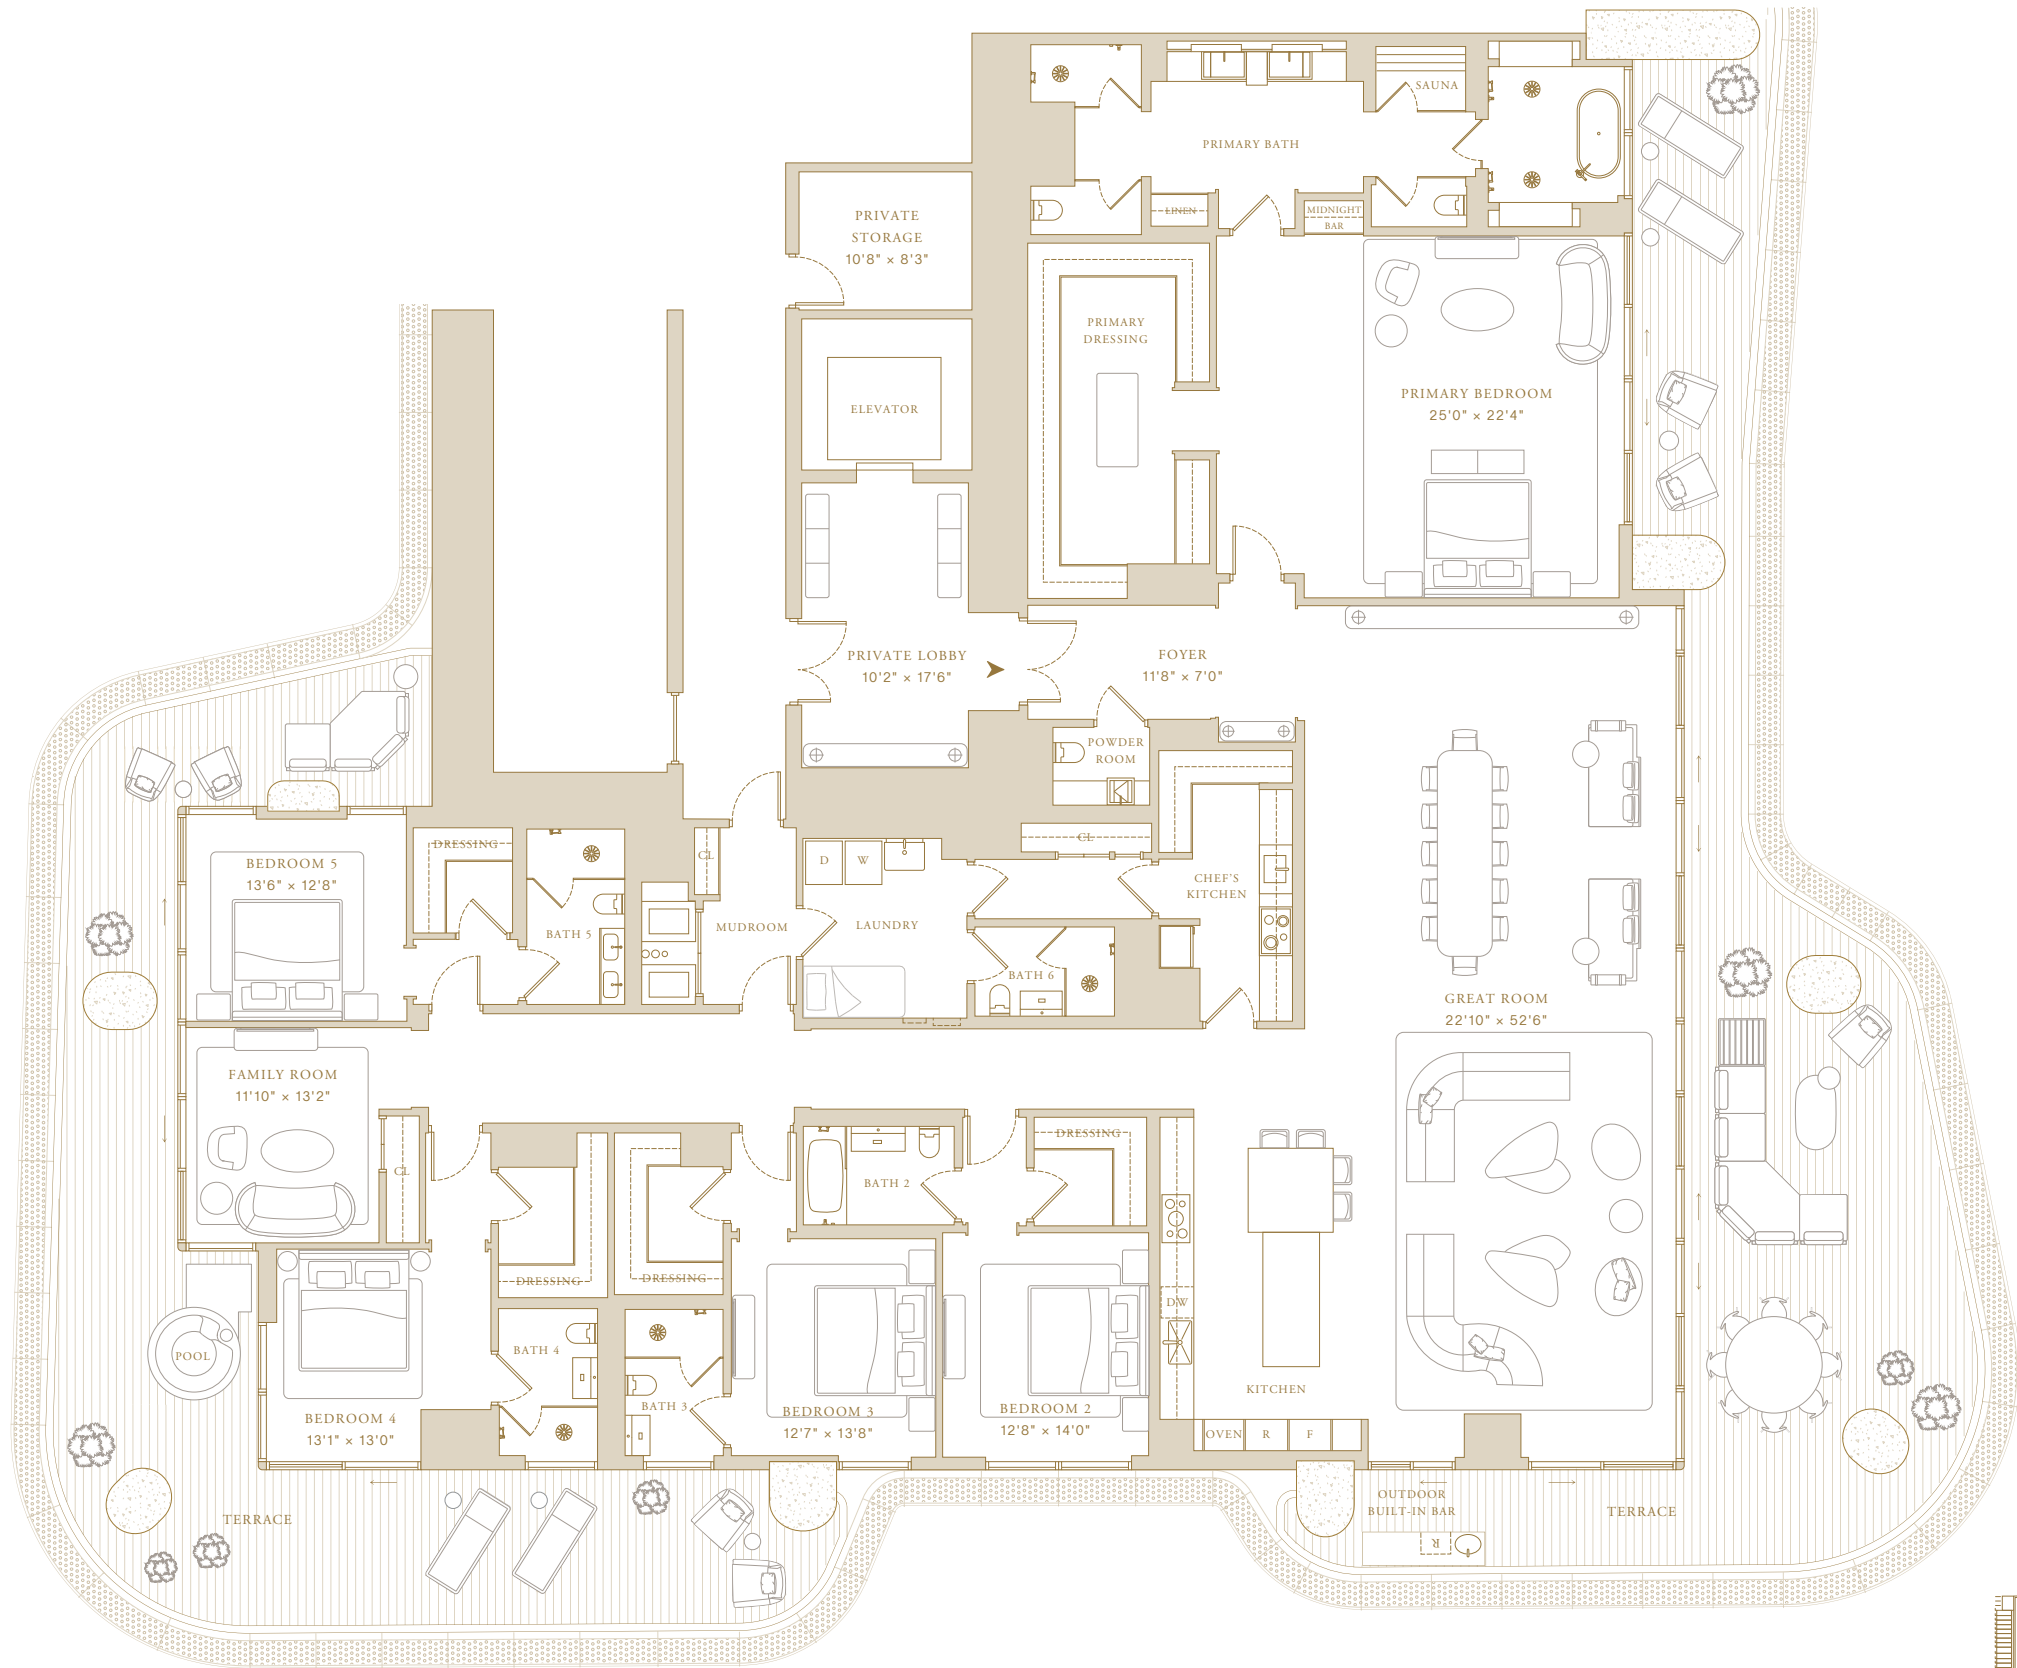 SAUNA
PRIMARY BATH
LINEN
MIDNIGHT
BAR
PRIVATE
STORAGE
10'8" × 8'3"
PRIMARY
DRESSING
ELEVATOR
PRIMARY BEDROOM
25'0" × 22'4"
PRIVATE LOBBY
10'2" × 17'6"
FOYER
11'8" × 7'0"
POWDER
ROOM
CL
BEDROOM 5
13'6" × 12'8"
DRESSING
BATH 5
CL
MUDROOM
D
W
LAUNDRY
CHEF'S
KITCHEN
BATH 6
GREAT ROOM
22'10" × 52'6"
FAMILY ROOM
11'10" × 13'2"
CL
DRESSING
DRESSING
BATH 2
DRESSING
POOL
BATH 4
BATH 3
DW
KITCHEN
BEDROOM 4
13'1" × 13'0"
BEDROOM 3
12'7" × 13'8"
BEDROOM 2
12'8" × 14'0"
OVEN
R
F
TERRACE
OUTDOOR
BUILT-IN BAR
R
TERRACE